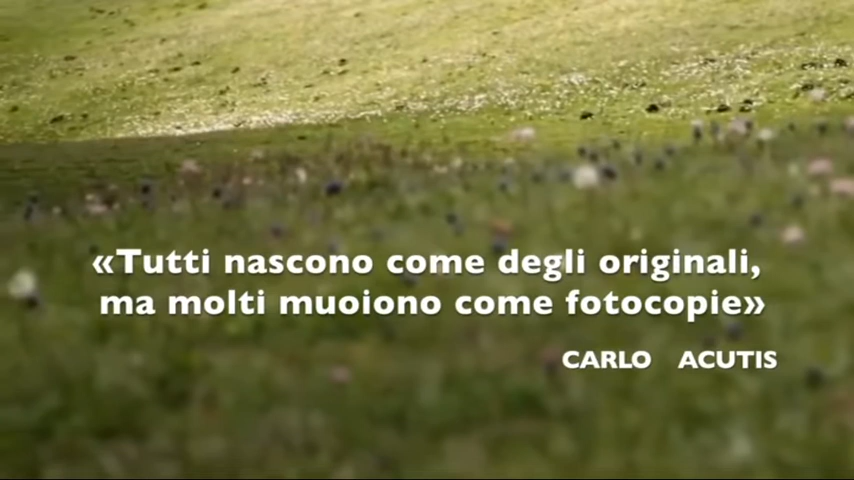 «Tutti nascono come degli originali,
ma molti muoiono come fotocopie»
CARLO ACUTIS